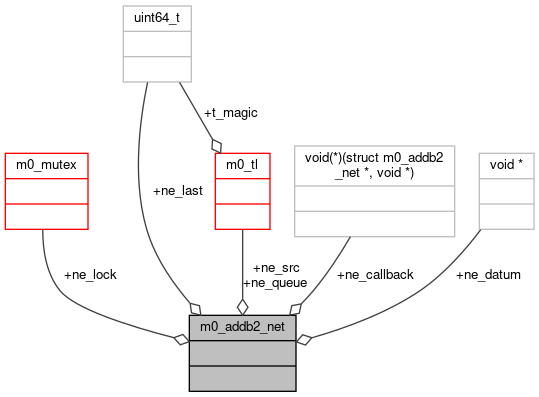 uint64_t
+t_magic
m0_mutex
m0_tl
void(*)(struct m0_addb2
_net *, void *)
void *
+ne_last
+ne_lock
+ne_src
+ne_queue
+ne_callback
+ne_datum
m0_addb2_net